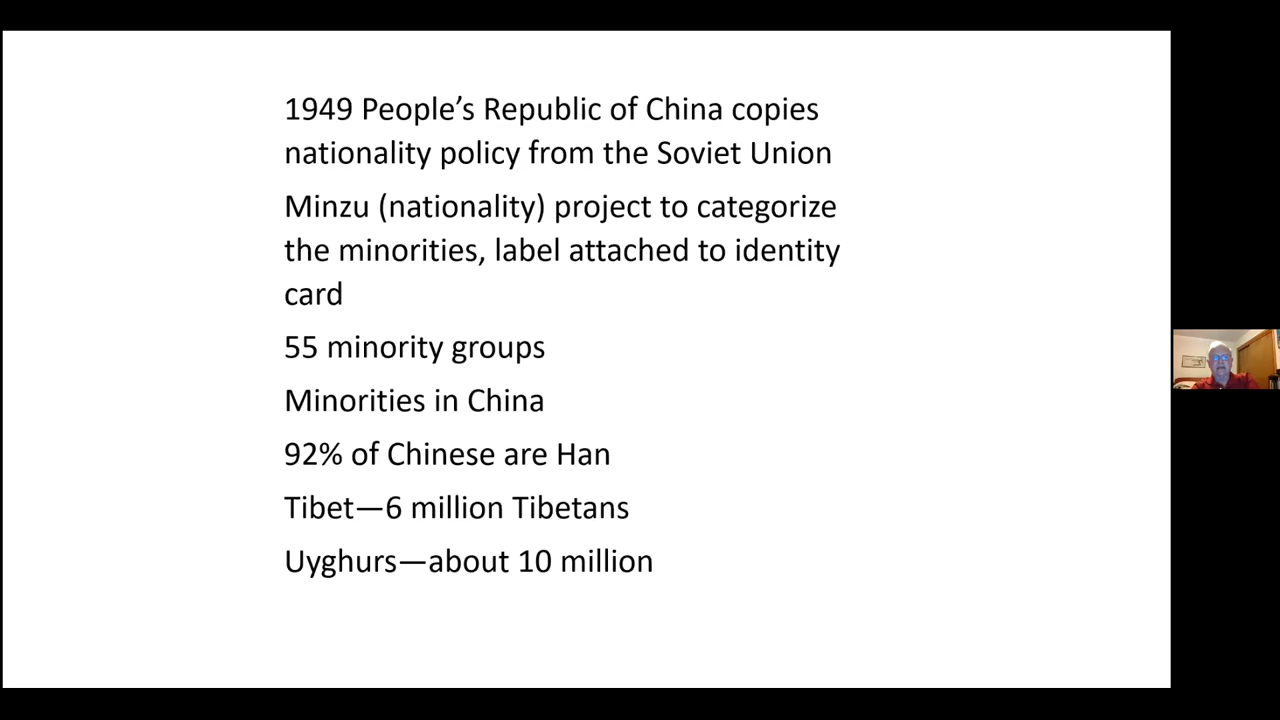 1949 People’s Republic of China copies
nationality policy from the Soviet Union
Minzu (nationality) project to categorize
the minorities, label attached to identity
card
55 minority groups
Minorities in China
92% of Chinese are Han
Tibet—6 million Tibetans
Uyghurs—about 10 million